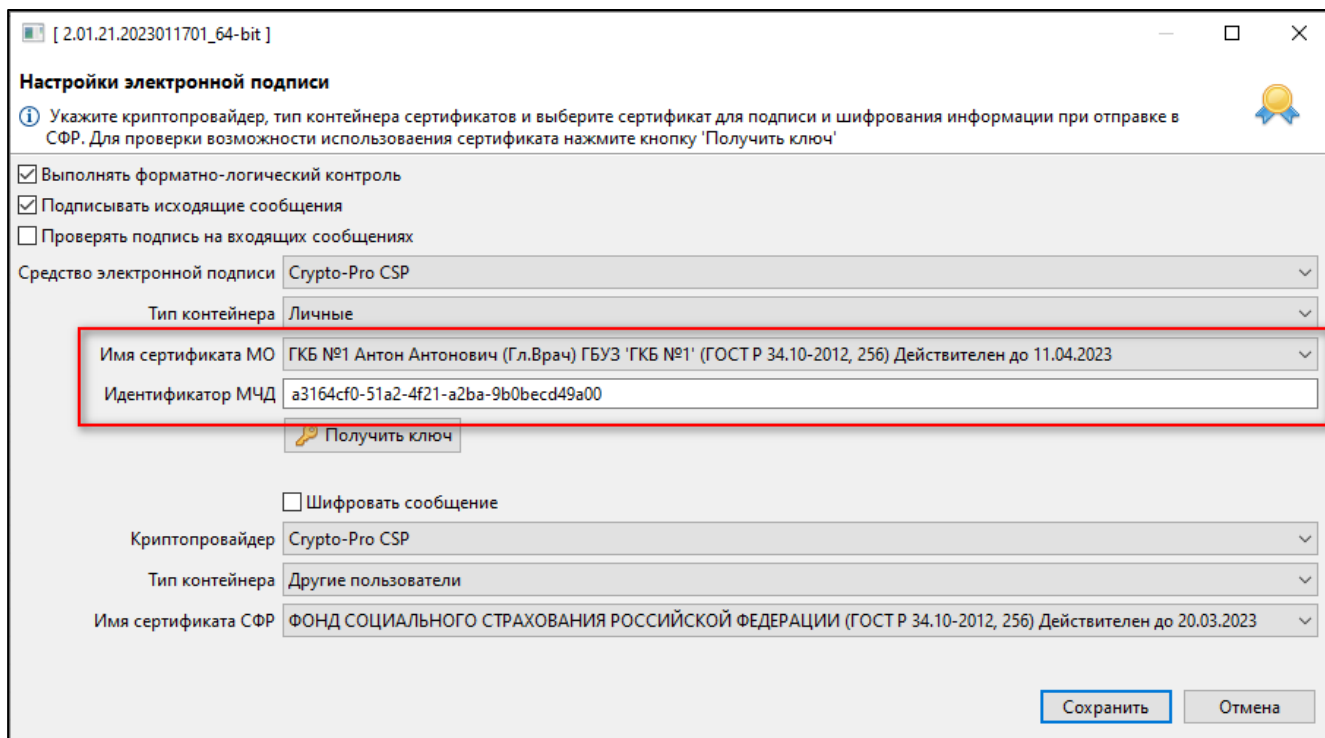 [ 2.01.21.2023011701_64-bit ]
Настройки электронной подписи
Укажите криптопровайдер, тип контейнера сертификатов и выберите сертификат для подписи и шифрования информации при отправке в
СФР. Для проверки возможности использоваения сертификата нажмите кнопку 'Получить ключ'
Выполнять форматно-логический контроль
Подписывать исходящие сообщения
Проверять подпись на входящих сообщениях
Средство электронной подписи Crypto-Pro CSP
Тип контейнера Личные
Имя сертификата МО ГКБ №1 Антон Антонович (Гл.Врач) ГБУЗ 'ГКБ №1' (ГОСТ Р 34.10-2012, 256) Действителен до 11.04.2023
Идентификатор МЧД a3164cf0-51a2-4f21-a2ba-9b0becd49a00
Получить ключ
Шифровать сообщение
Криптопровайдер Crypto-Pro CSP
Тип контейнера Другие пользователи
Имя сертификата СФР ФОНД СОЦИАЛЬНОГО СТРАХОВАНИЯ РОССИЙСКОЙ ФЕДЕРАЦИИ (ГОСТ Р 34.10-2012, 256) Действителен до 20.03.2023
Сохранить Отмена